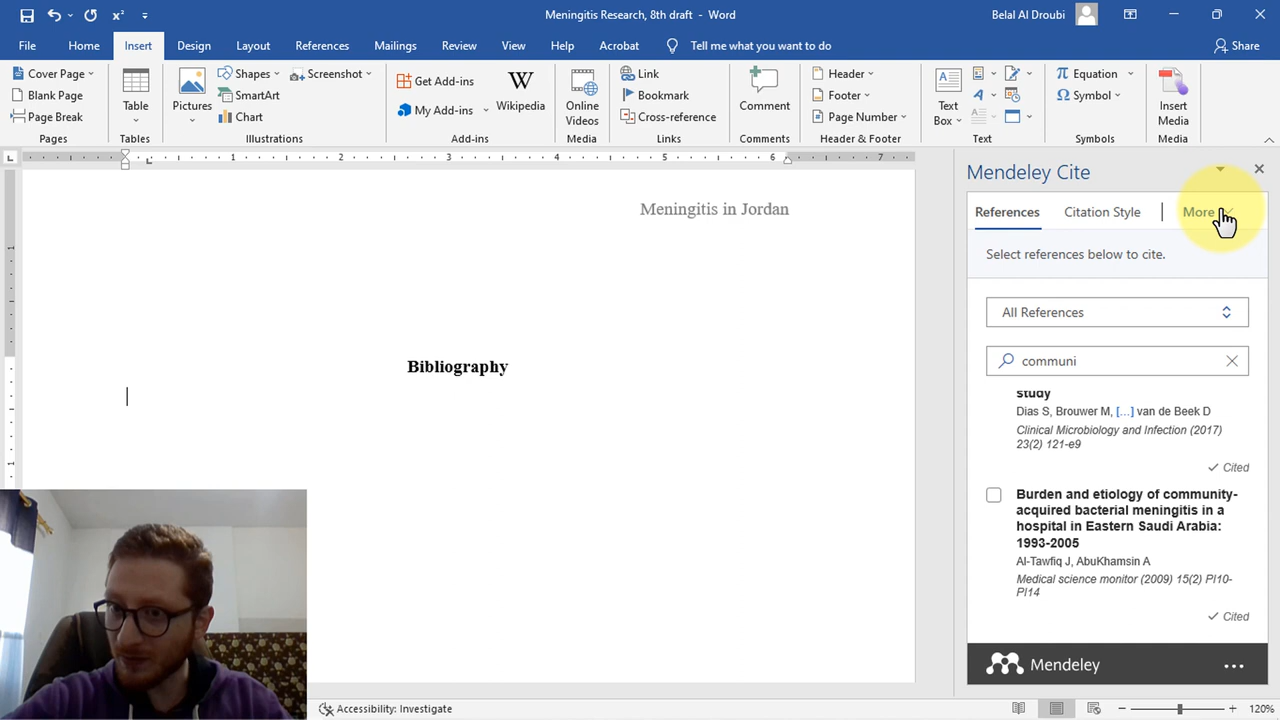 Meningitis Research, 8th draft - Word
Belal Al Droubi
File Home Insert Design Layout References Mailings Review View Help Acrobat Tell me what you want to do Share
Cover Page
Blank Page
Page Break
Pages
Table
Tables
Pictures
Shapes
SmartArt
Chart
Screenshot
Illustrations
Get Add-ins
My Add-ins
Wikipedia
Add-ins
Online
Videos
Media
Link
Bookmark
Cross-reference
Links
Comment
Comments
Header
Footer
Page Number
Header & Footer
Text
Box
Text
Equation
Symbol
Symbols
Insert
Media
Media
1 2 3 4 5 6 7
Meningitis in Jordan
Bibliography
Mendeley Cite
References Citation Style More
Select references below to cite.
All References
communi
study
Dias S, Brouwer M, [...] van de Beek D
Clinical Microbiology and Infection (2017)
23(2) 121-e9
Cited
Burden and etiology of community-
acquired bacterial meningitis in a
hospital in Eastern Saudi Arabia:
1993-2005
Al-Tawfiq J, AbuKhamsin A
Medical science monitor (2009) 15(2) PI10-
PI14
Cited
Mendeley
Accessibility: Investigate
120%